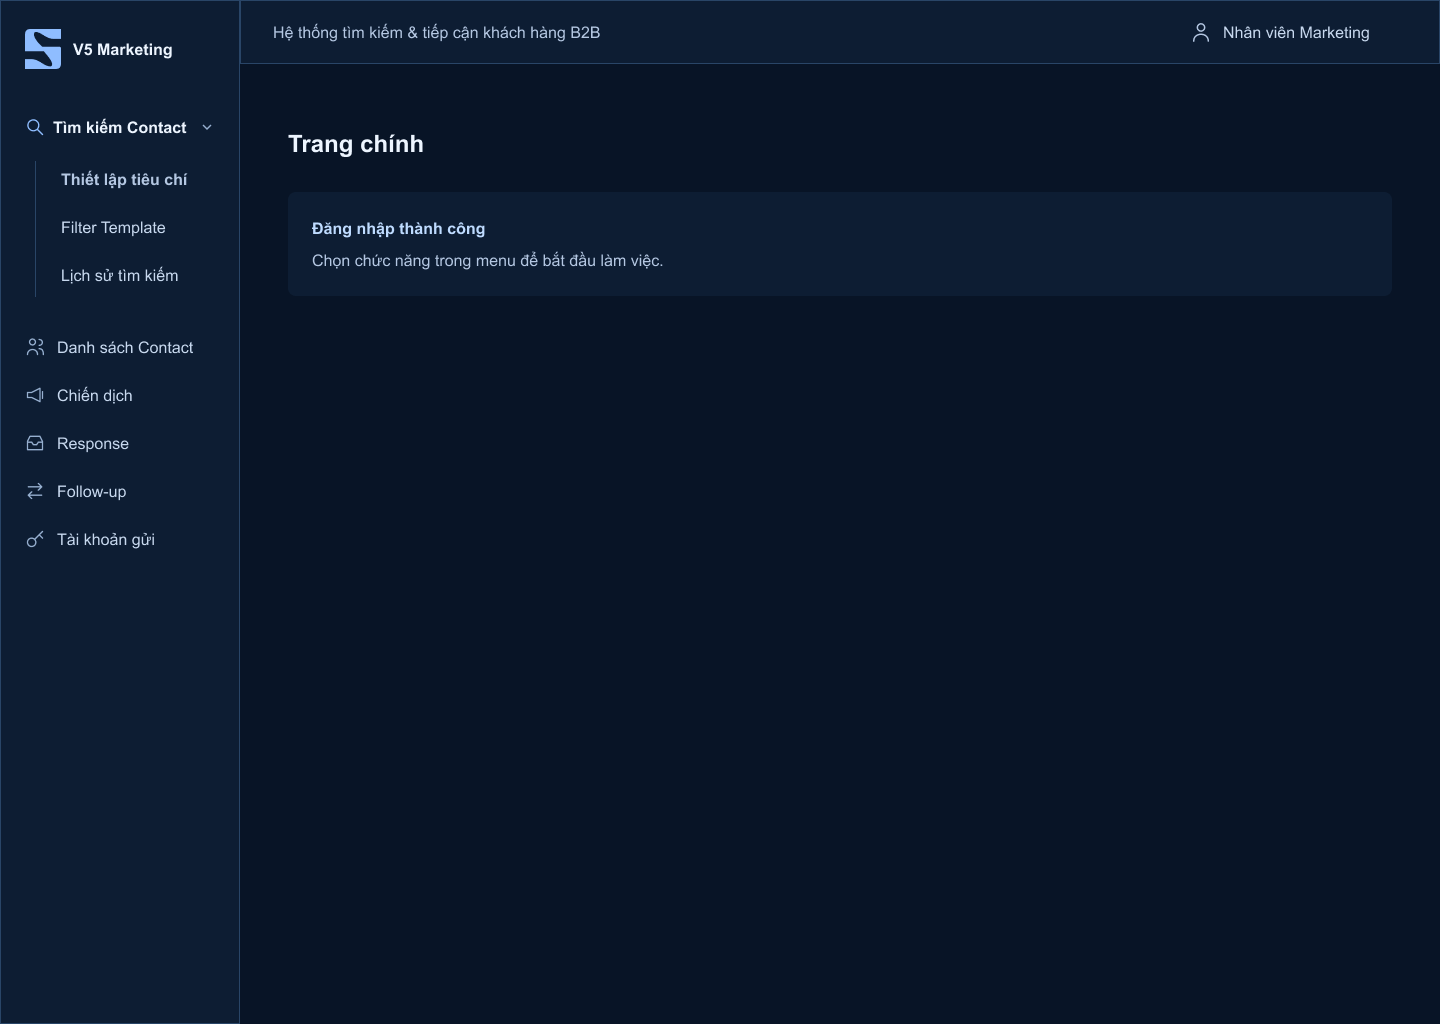 V5 Marketing
Tìm kiếm Contact
Thiết lập tiêu chí
Filter Template
Lịch sử tìm kiếm
Danh sách Contact
Chiến dịch
Response
Follow-up
Tài khoản gửi
Hệ thống tìm kiếm & tiếp cận khách hàng B2B
Nhân viên Marketing
Trang chính
Đăng nhập thành công
Chọn chức năng trong menu để bắt đầu làm việc.